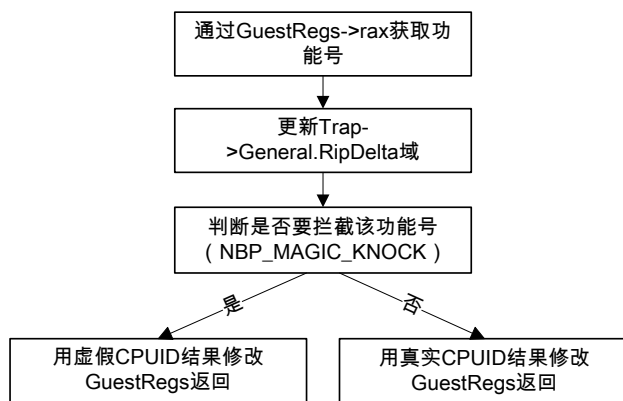 通过GuestRegs->rax获取功
能号
更新Trap-
>General.RipDelta域
判断是否要拦截该功能号
（NBP_MAGIC_KNOCK）
是
否
用虚假CPUID结果修改
GuestRegs返回
用真实CPUID结果修改
GuestRegs返回